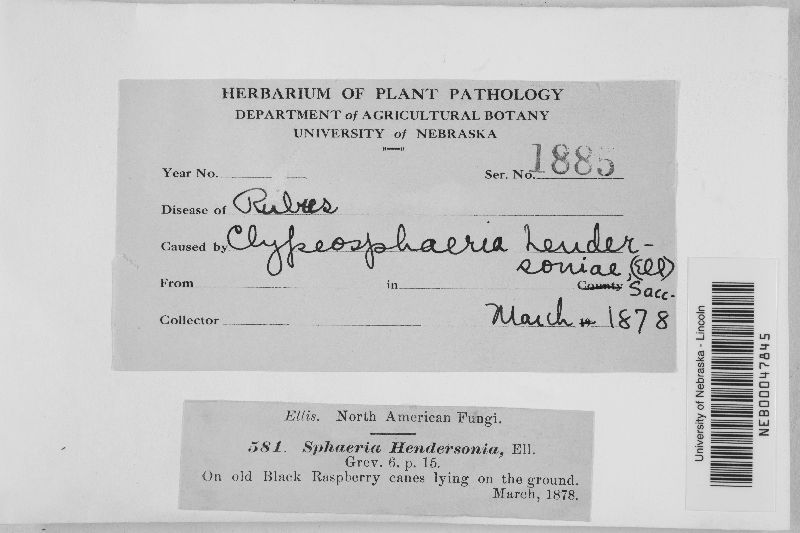 HERBARIUM OF PLANT PATHOLOGY
DEPARTMENT of AGRICULTURAL BOTANY
UNIVERSITY of NEBRASKA
Year No. Ser. No. 1885
Disease of Rubus
Caused by Clypeosphaeria hender-
soniae, (Ell)
From in County Sacc.
Collector March 1878
Ellis. North American Fungi.
581. Sphaeria Hendersonia, Ell.
Grev. 6. p. 15.
On old Black Raspberry canes lying on the ground.
March, 1878.
University of Nebraska - Lincoln
NEB00047845